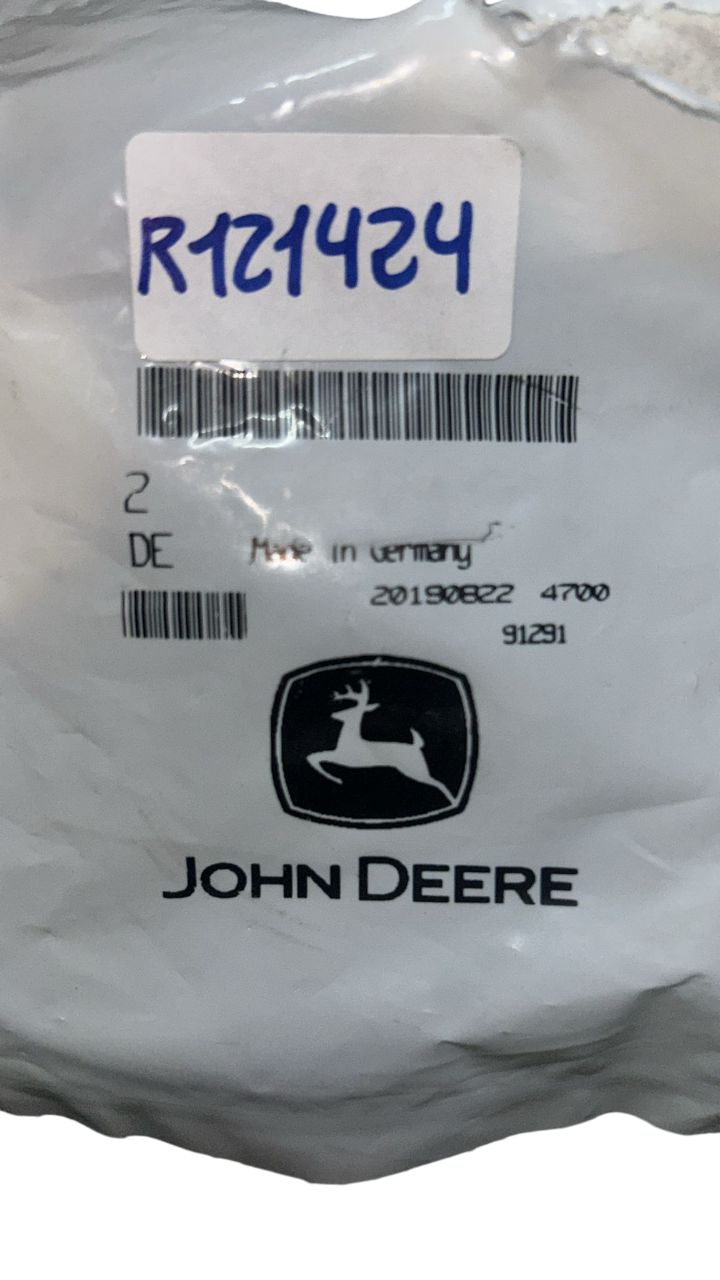 R121424
2
DE Made in Germany
20190822 4700
91291
JOHN DEERE